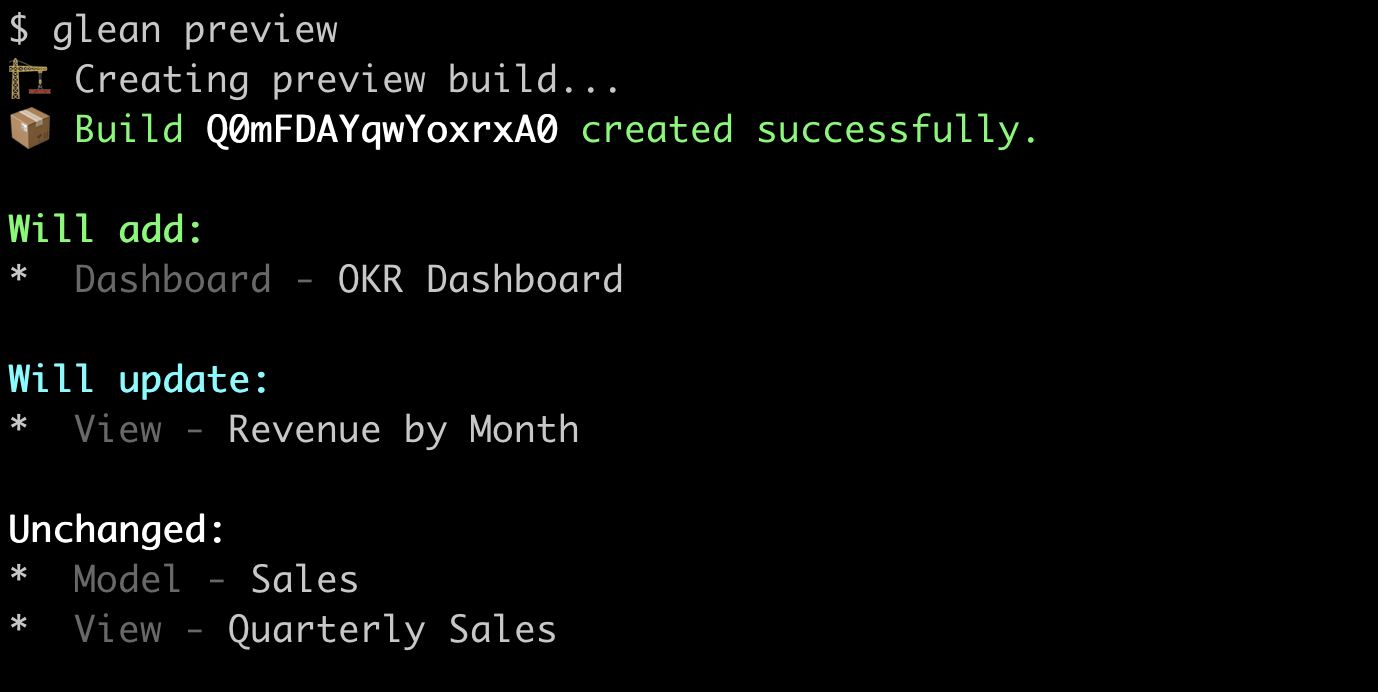 $ glean preview
🏗 Creating preview build...
📦 Build Q0mFDAYqwYoxrxA0 created successfully.
Will add:
*  Dashboard - OKR Dashboard
Will update:
*  View - Revenue by Month
Unchanged:
*  Model - Sales
*  View - Quarterly Sales